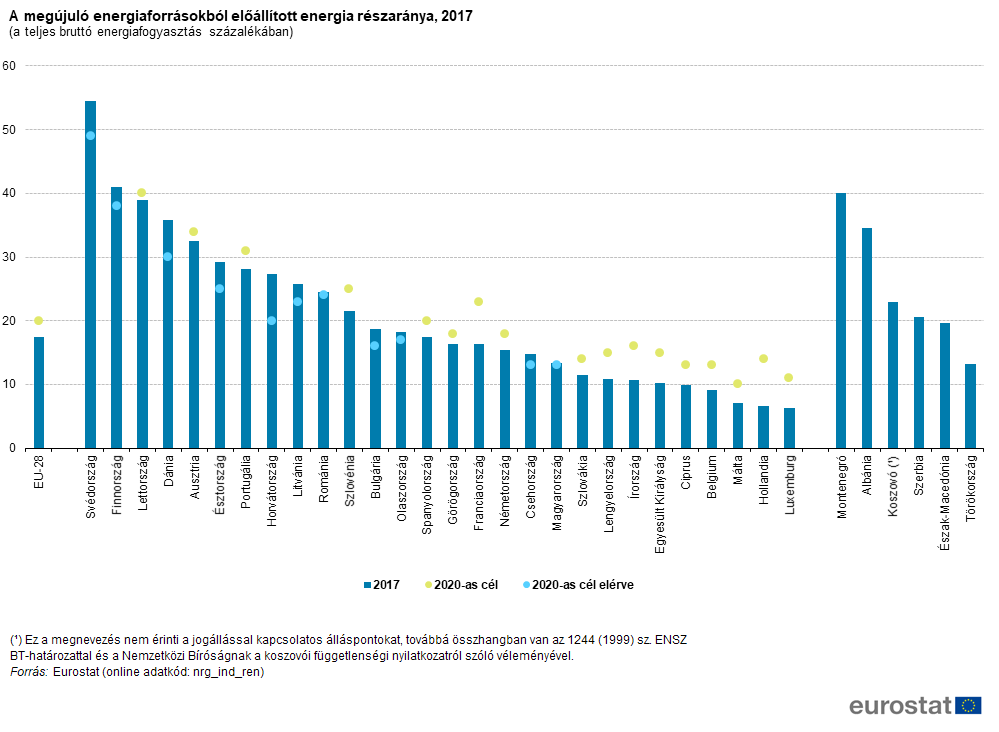 A megújuló energiaforrásokból előállított energia részaránya, 2017
(a teljes bruttó energiafogyasztás százalékában)
60
50
40
30
20
10
0
EU-28
Svédország
Finnország
Lettország
Dánia
Ausztria
Észtország
Portugália
Horvátország
Litvánia
Románia
Szlovénia
Bulgária
Olaszország
Spanyolország
Görögország
Franciaország
Németország
Csehország
Magyarország
Szlovákia
Lengyelország
Írország
Egyesült Királyság
Ciprus
Belgium
Málta
Hollandia
Luxemburg
Montenegró
Albánia
Koszovó (¹)
Szerbia
Észak-Macedónia
Törökország
2017 2020-as cél 2020-as cél elérve
(¹) Ez a megnevezés nem érinti a jogállással kapcsolatos álláspontokat, továbbá összhangban van az 1244 (1999) sz. ENSZ
BT-határozattal és a Nemzetközi Bíróságnak a koszovói függetlenségi nyilatkozatról szóló véleményével.
Forrás: Eurostat (online adatkód: nrg_ind_ren)
eurostat